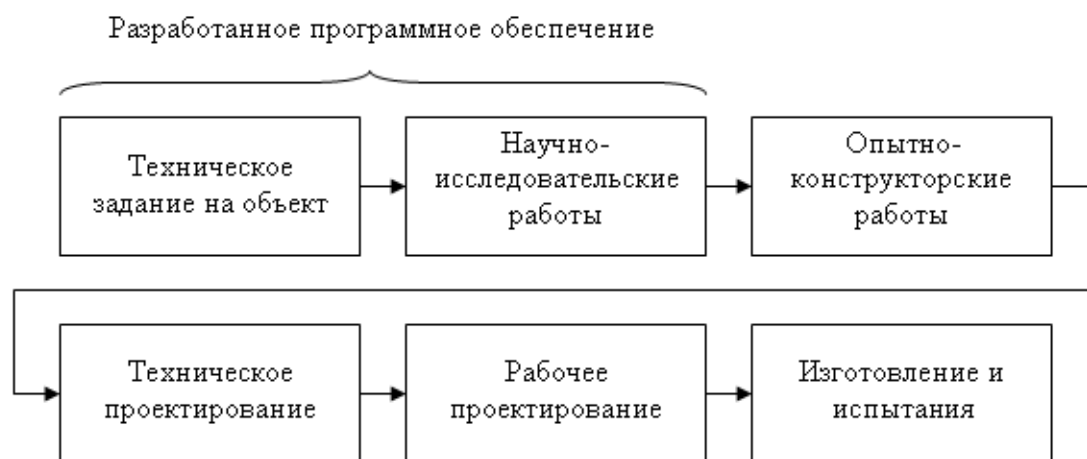 Разработанное программное обеспечение
Техническое
задание на объект
Научно-
исследовательские
работы
Опытно-
конструкторские
работы
Техническое
проектирование
Рабочее
проектирование
Изготовление и
испытания